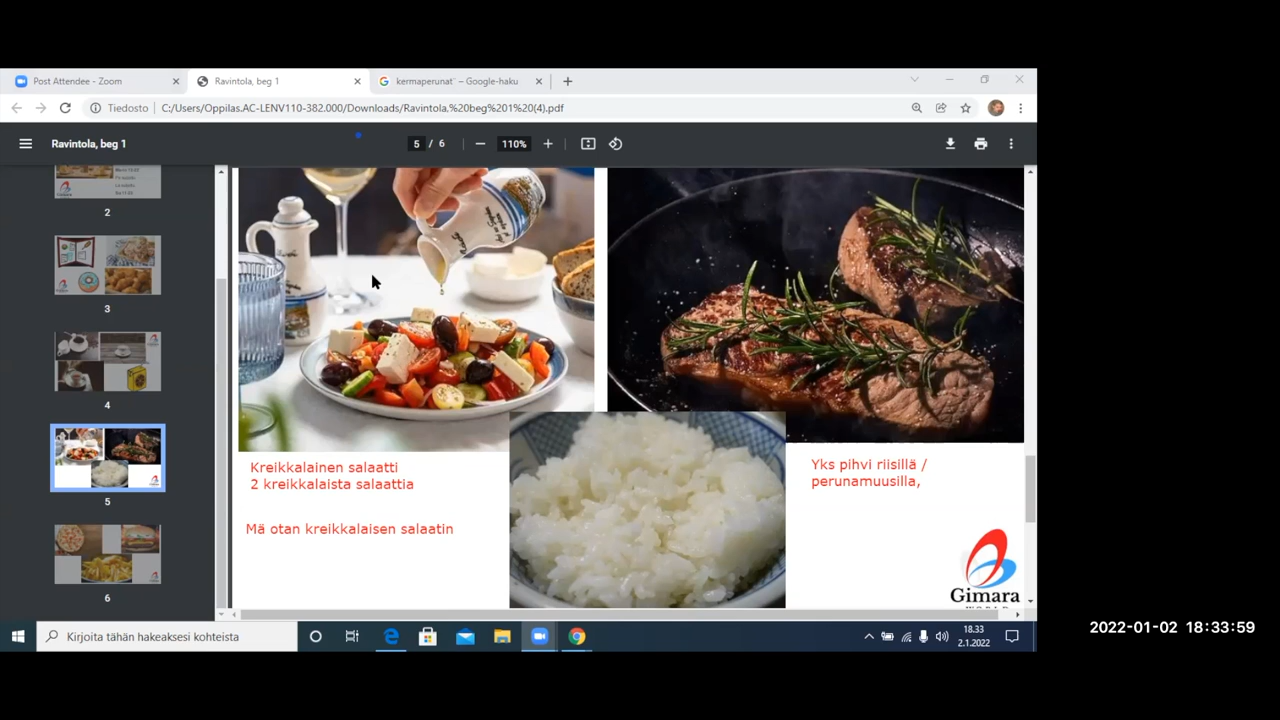 Post Attendee - Zoom
Ravintola, beg 1
kermaperunat` – Google-haku
Tiedosto
C:/Users/Oppilas.AC-LENV110-382.000/Downloads/Ravintola,%20beg%201%20(4).pdf
Ravintola, beg 1
5 / 6
110%
2
3
4
5
6
Kreikkalainen salaatti
2 kreikkalaista salaattia
Mä otan kreikkalaisen salaatin
Yks pihvi riisillä /
perunamuusilla,
Gimara
Kirjoita tähän hakeaksesi kohteista
18.33
2.1.2022
2022-01-02 18:33:59